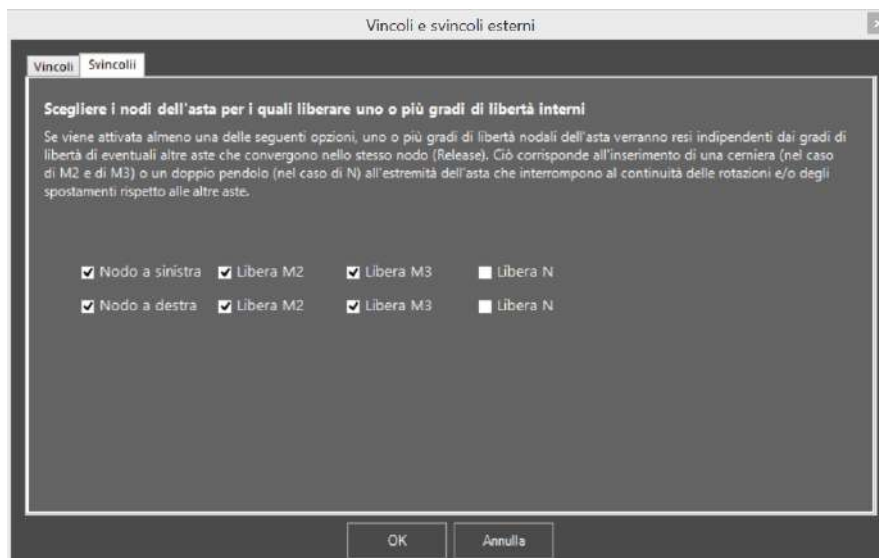 Vincoli e svincoli esterni
Vincoli Svincolii
Scegliere i nodi dell'asta per i quali liberare uno o più gradi di libertà interni
Se viene attivata almeno una delle seguenti opzioni, uno o più gradi di libertà nodali dell'asta verranno resi indipendenti dai gradi di
libertà di eventuali altre aste che convergono nello stesso nodo (Release). Ciò corrisponde all'inserimento di una cerniera (nel caso
di M2 e di M3) o un doppio pendolo (nel caso di N) all'estremità dell'asta che interrompono al continuità delle rotazioni e/o degli
spostamenti rispetto alle altre aste.
Nodo a sinistra Libera M2 Libera M3 Libera N
Nodo a destra Libera M2 Libera M3 Libera N
OK Annulla